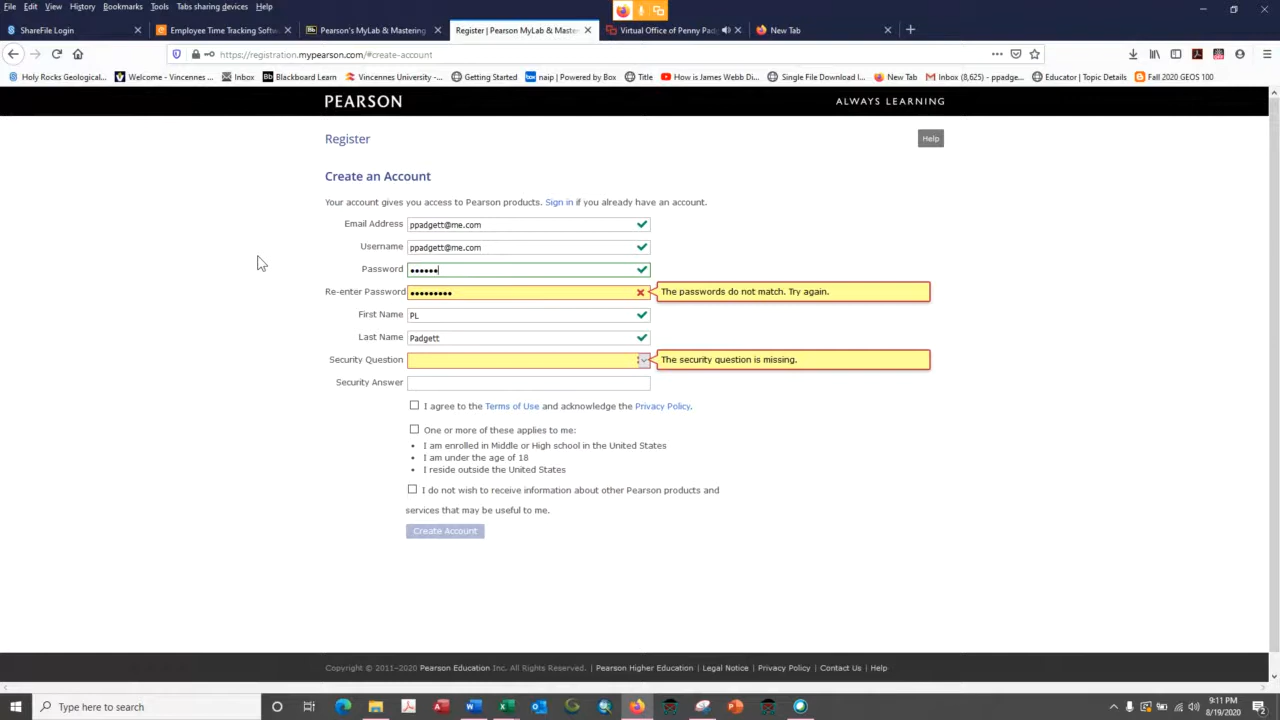 File Edit View History Bookmarks Tools Tabs sharing devices Help
ShareFile Login Employee Time Tracking Softw Pearson's MyLab & Mastering Register | Pearson MyLab & Maste Virtual Office of Penny Pad New Tab
https://registration.mypearson.com/#create-account
Holy Rocks Geological... Welcome - Vincennes ... Inbox Blackboard Learn Vincennes University -... Getting Started naip | Powered by Box Title How is James Webb Di... Single File Download I... New Tab Inbox (8,625) - ppadge... Educator | Topic Details Fall 2020 GEOS 100
PEARSON ALWAYS LEARNING
Register Help
Create an Account
Your account gives you access to Pearson products. Sign in if you already have an account.
Email Address ppadgett@me.com
Username ppadgett@me.com
Password ••••••
Re-enter Password ••••••••• The passwords do not match. Try again.
First Name PL
Last Name Padgett
Security Question The security question is missing.
Security Answer
I agree to the Terms of Use and acknowledge the Privacy Policy.
One or more of these applies to me:
• I am enrolled in Middle or High school in the United States
• I am under the age of 18
• I reside outside the United States
I do not wish to receive information about other Pearson products and
services that may be useful to me.
Create Account
Copyright © 2011–2020 Pearson Education Inc. All Rights Reserved. | Pearson Higher Education | Legal Notice | Privacy Policy | Contact Us | Help
Type here to search
9:11 PM
8/19/2020